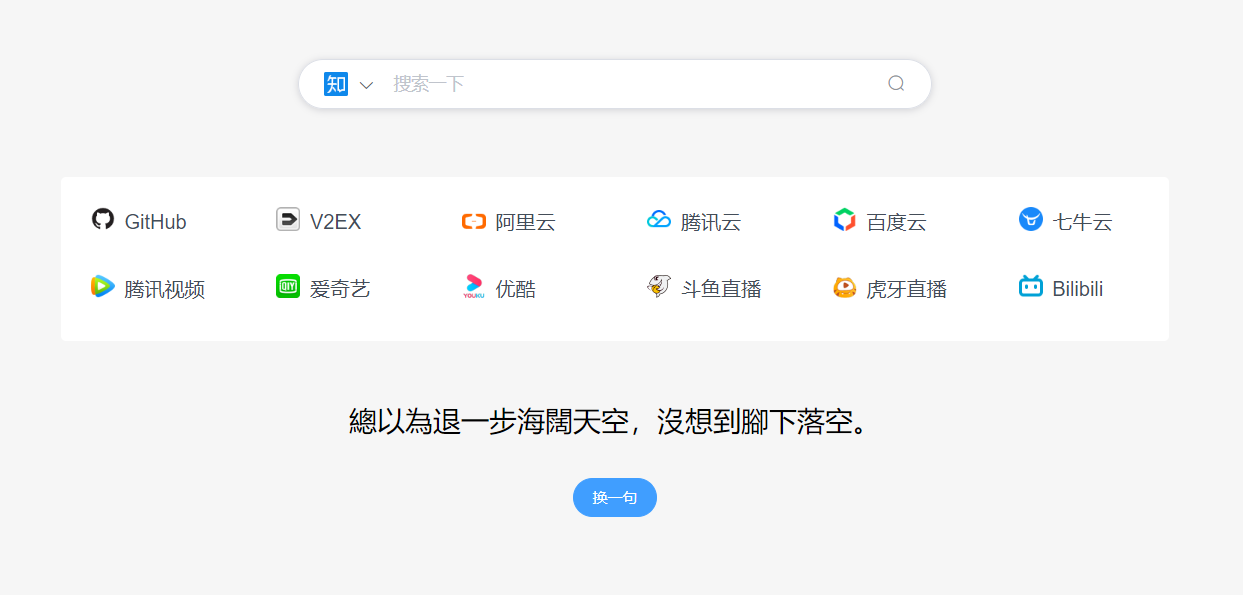 知 搜索一下
GitHub V2EX 阿里云 腾讯云 百度云 七牛云
腾讯视频 QIY 爱奇艺 YOUKU 优酷 斗鱼直播 虎牙直播 Bilibili
總以為退一步海闊天空，沒想到腳下落空。
换一句